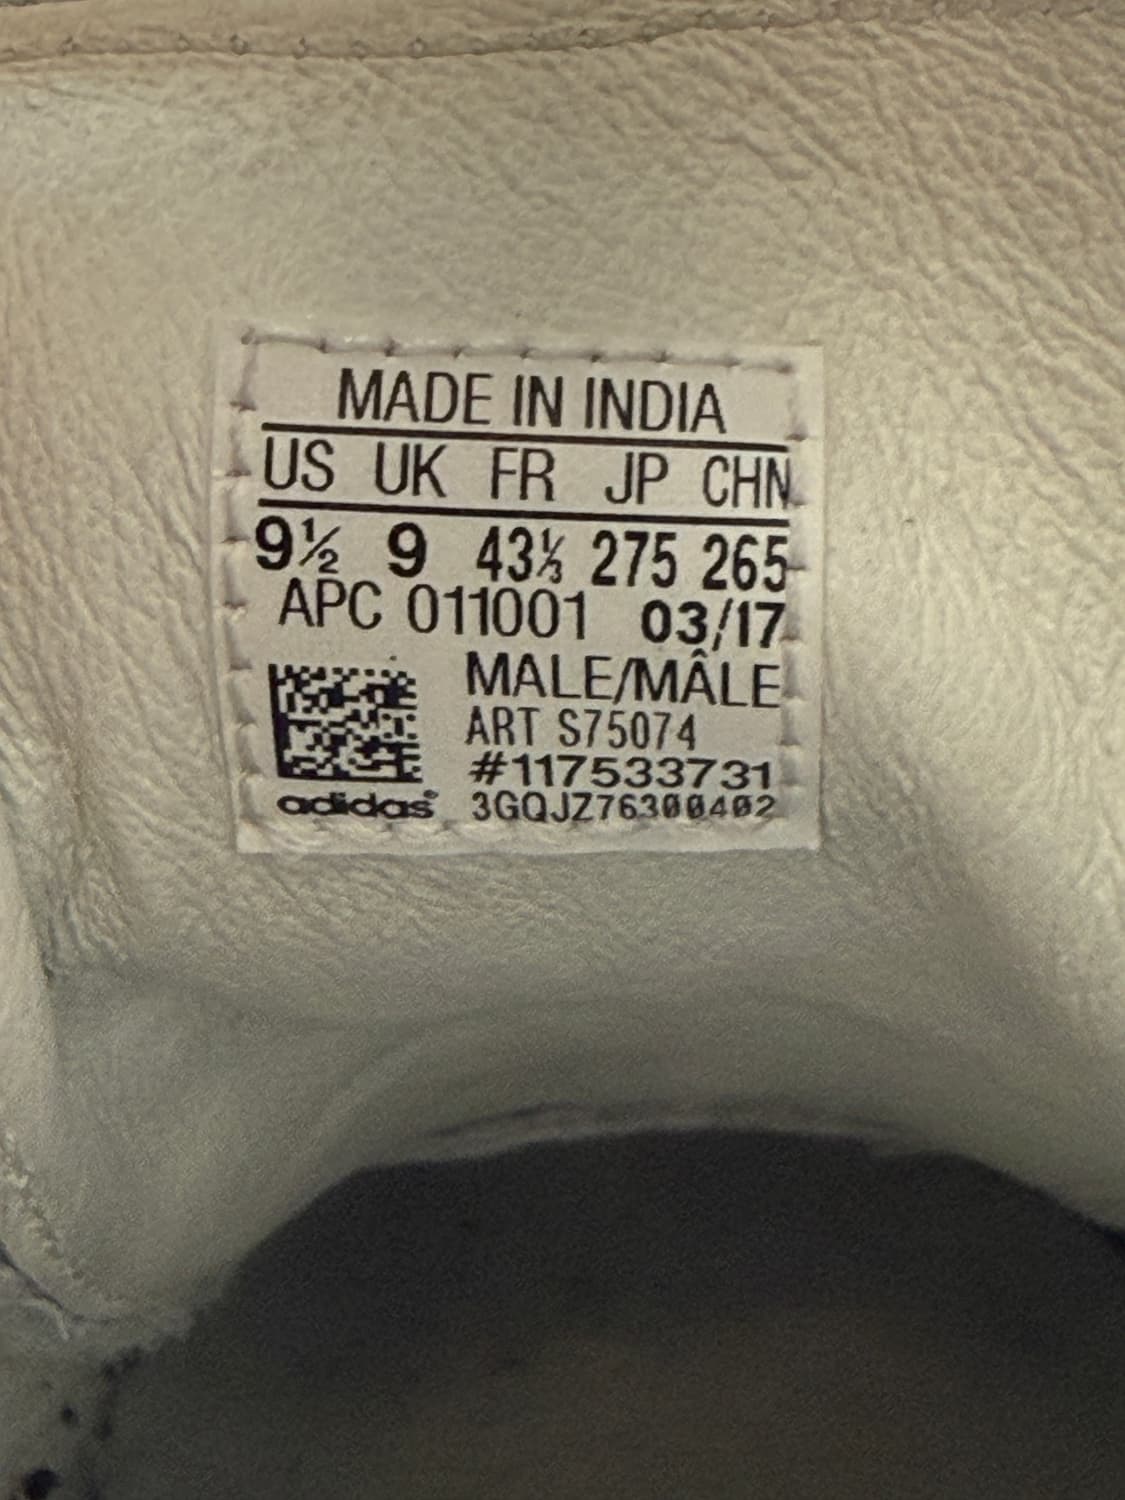 MADE IN INDIA
US UK FR JP CHN
9½ 9 43⅓ 275 265
APC 011001 03/17
MALE/MÂLE
ART S75074
#117533731
adidas® 3GQJZ76300402